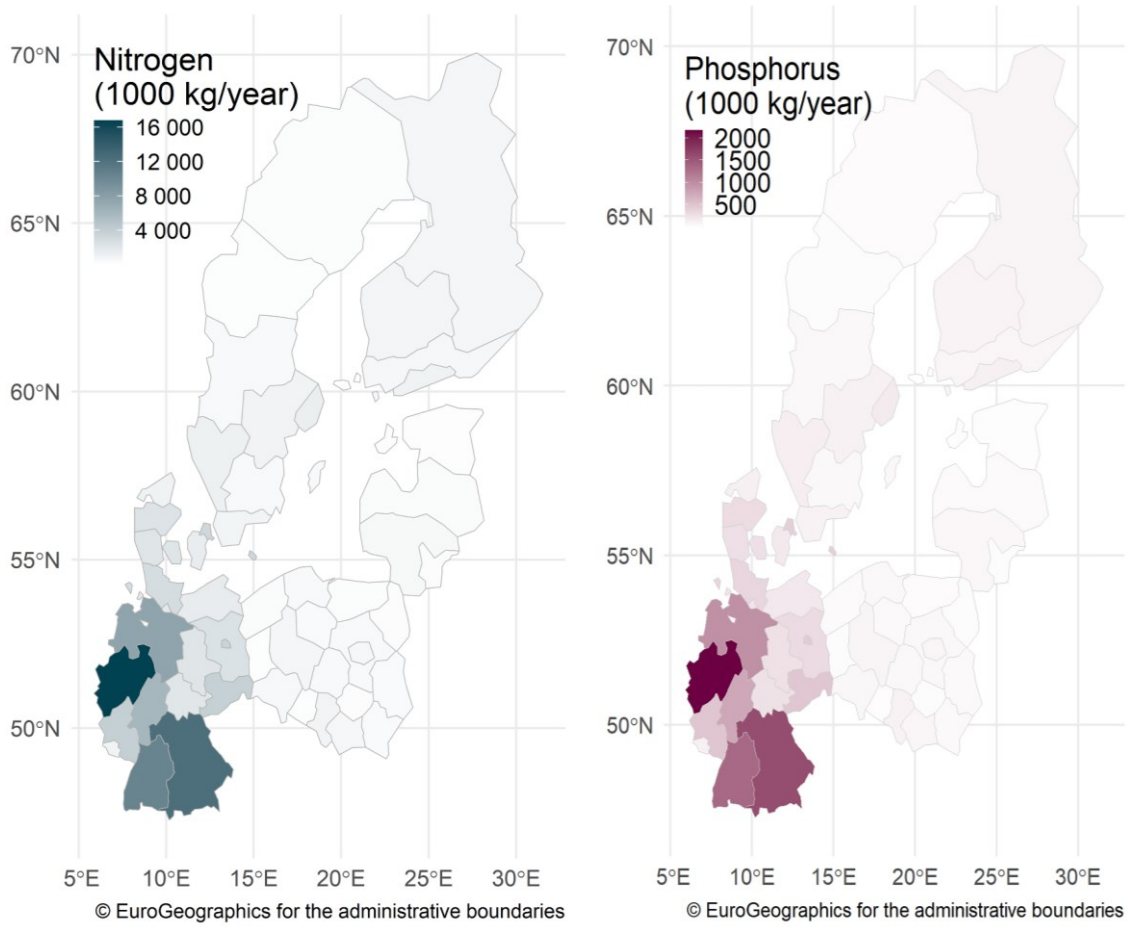 Nitrogen
(1000 kg/year)
16 000
12 000
8 000
4 000
70°N
65°N
60°N
55°N
50°N
5°E 10°E 15°E 20°E 25°E 30°E
© EuroGeographics for the administrative boundaries
Phosphorus
(1000 kg/year)
2000
1500
1000
500
70°N
65°N
60°N
55°N
50°N
5°E 10°E 15°E 20°E 25°E 30°E
© EuroGeographics for the administrative boundaries